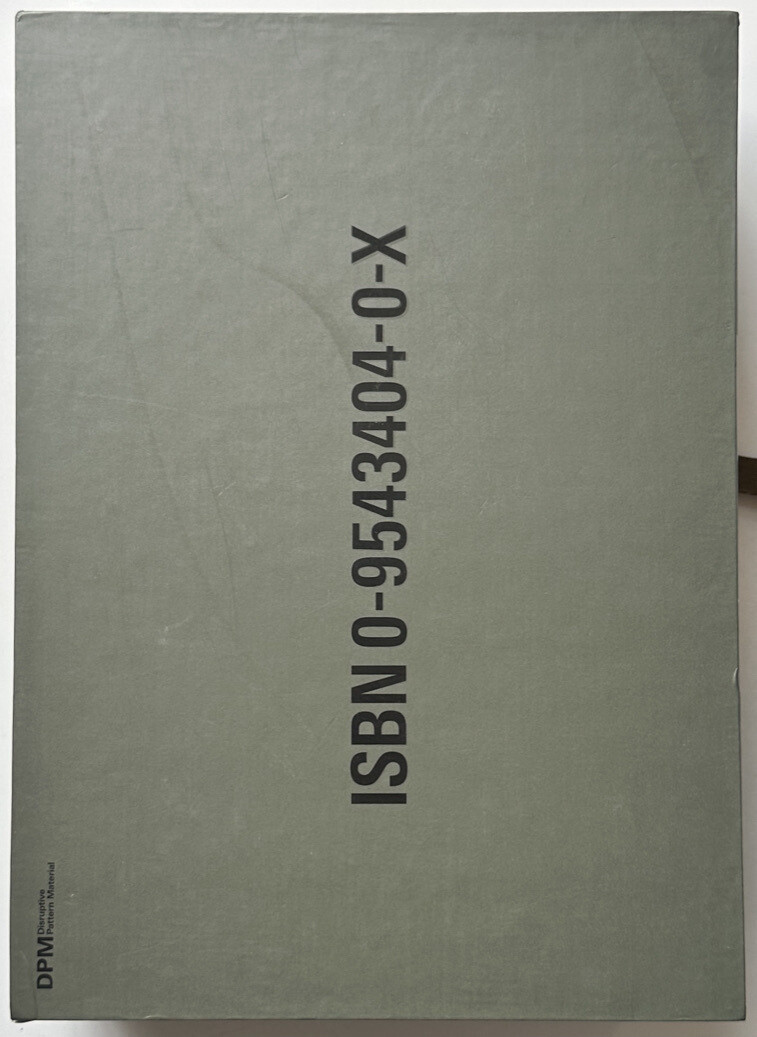 ISBN 0-9543404-0-X
DPM
Disruptive
Pattern Material